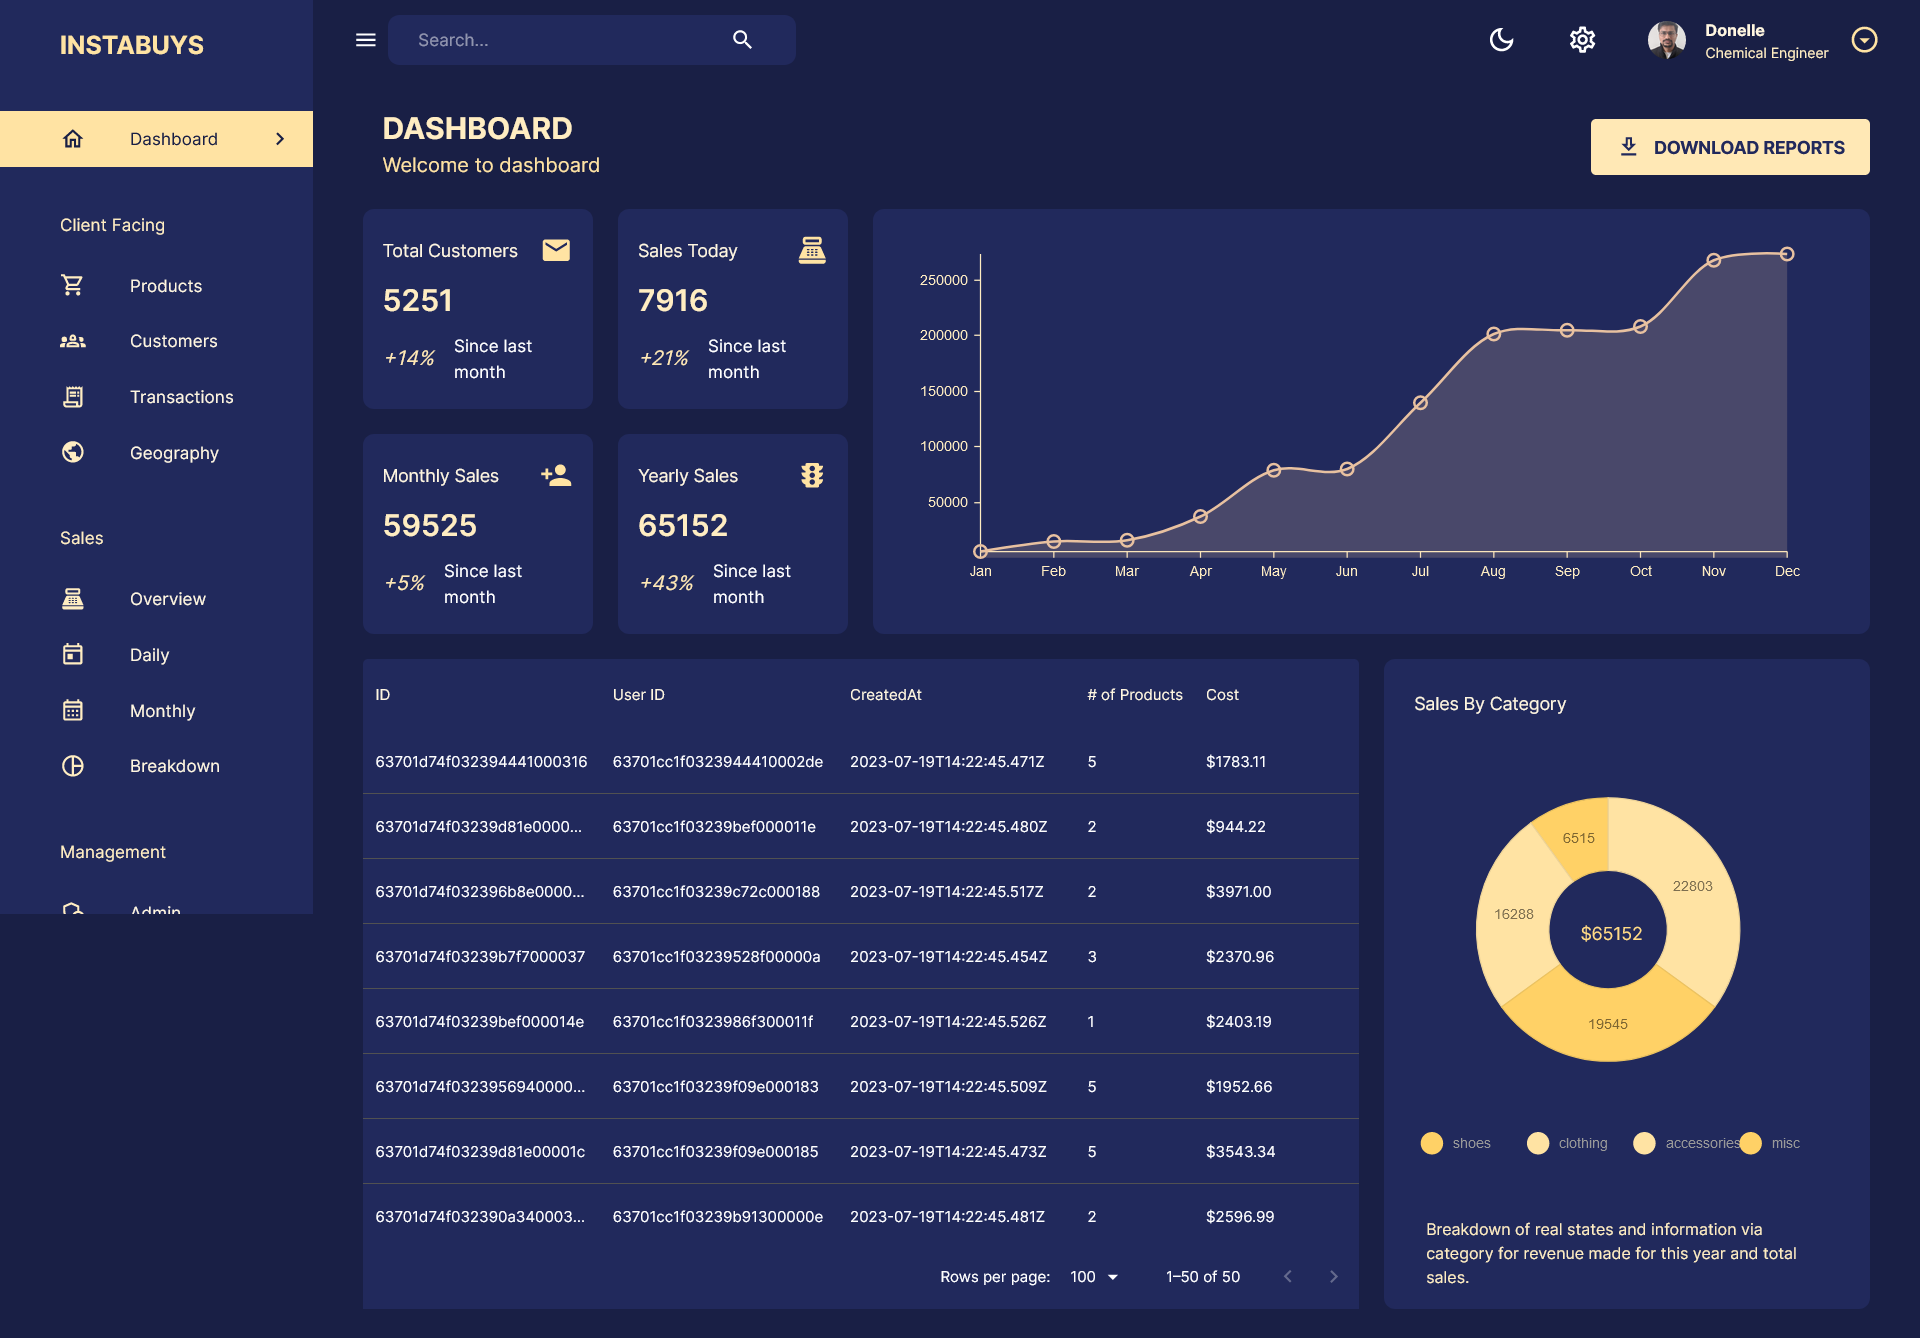 INSTABUYS
Search...
Donelle
Chemical Engineer
Dashboard
Client Facing
Products
Customers
Transactions
Geography
Sales
Overview
Daily
Monthly
Breakdown
Management
Admin
DASHBOARD
Welcome to dashboard
DOWNLOAD REPORTS
Total Customers
5251
+14%
Since last
month
Sales Today
7916
+21%
Since last
month
Monthly Sales
59525
+5%
Since last
month
Yearly Sales
65152
+43%
Since last
month
250000
200000
150000
100000
50000
Jan Feb Mar Apr May Jun Jul Aug Sep Oct Nov Dec
ID User ID CreatedAt # of Products Cost
63701d74f032394441000316 63701cc1f0323944410002de 2023-07-19T14:22:45.471Z 5 $1783.11
63701d74f03239d81e0000... 63701cc1f03239bef000011e 2023-07-19T14:22:45.480Z 2 $944.22
63701d74f032396b8e0000... 63701cc1f03239c72c000188 2023-07-19T14:22:45.517Z 2 $3971.00
63701d74f03239b7f7000037 63701cc1f03239528f00000a 2023-07-19T14:22:45.454Z 3 $2370.96
63701d74f03239bef000014e 63701cc1f0323986f300011f 2023-07-19T14:22:45.526Z 1 $2403.19
63701d74f0323956940000... 63701cc1f03239f09e000183 2023-07-19T14:22:45.509Z 5 $1952.66
63701d74f03239d81e00001c 63701cc1f03239f09e000185 2023-07-19T14:22:45.473Z 5 $3543.34
63701d74f032390a340003... 63701cc1f03239b91300000e 2023-07-19T14:22:45.481Z 2 $2596.99
Rows per page: 100 1–50 of 50
Sales By Category
6515
22803
16288
$65152
19545
shoes clothing accessories misc
Breakdown of real states and information via
category for revenue made for this year and total
sales.